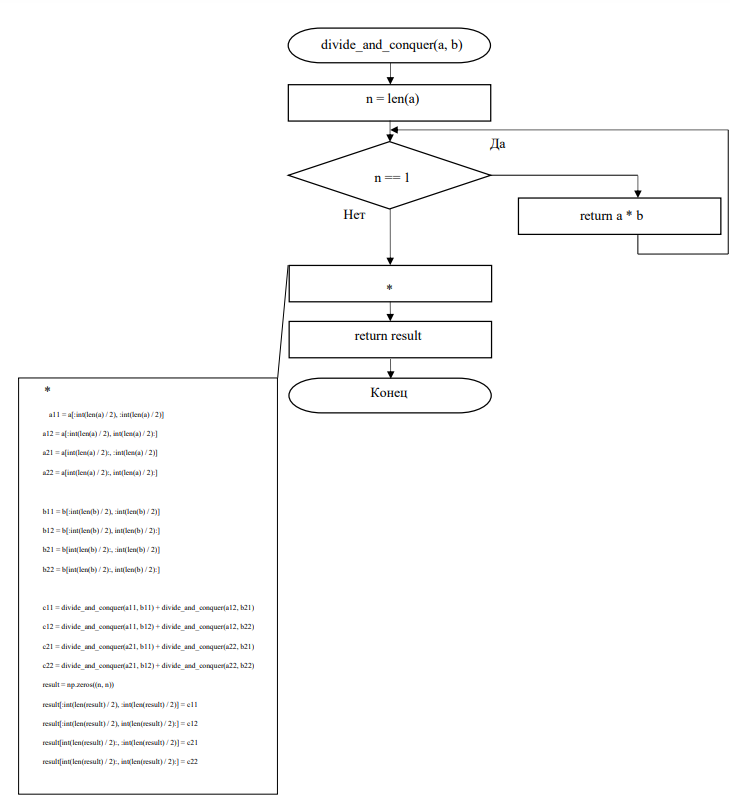 divide_and_conquer(a, b)
n = len(a)
Да
n == 1
Нет
return a * b
*
return result
Конец
*
a11 = a[:int(len(a) / 2), :int(len(a) / 2)]
a12 = a[:int(len(a) / 2), int(len(a) / 2):]
a21 = a[int(len(a) / 2):, :int(len(a) / 2)]
a22 = a[int(len(a) / 2):, int(len(a) / 2):]
b11 = b[:int(len(b) / 2), :int(len(b) / 2)]
b12 = b[:int(len(b) / 2), int(len(b) / 2):]
b21 = b[int(len(b) / 2):, :int(len(b) / 2)]
b22 = b[int(len(b) / 2):, int(len(b) / 2):]
c11 = divide_and_conquer(a11, b11) + divide_and_conquer(a12, b21)
c12 = divide_and_conquer(a11, b12) + divide_and_conquer(a12, b22)
c21 = divide_and_conquer(a21, b11) + divide_and_conquer(a22, b21)
c22 = divide_and_conquer(a21, b12) + divide_and_conquer(a22, b22)
result = np.zeros((n, n))
result[:int(len(result) / 2), :int(len(result) / 2)] = c11
result[:int(len(result) / 2), int(len(result) / 2):] = c12
result[int(len(result) / 2):, :int(len(result) / 2)] = c21
result[int(len(result) / 2):, int(len(result) / 2):] = c22